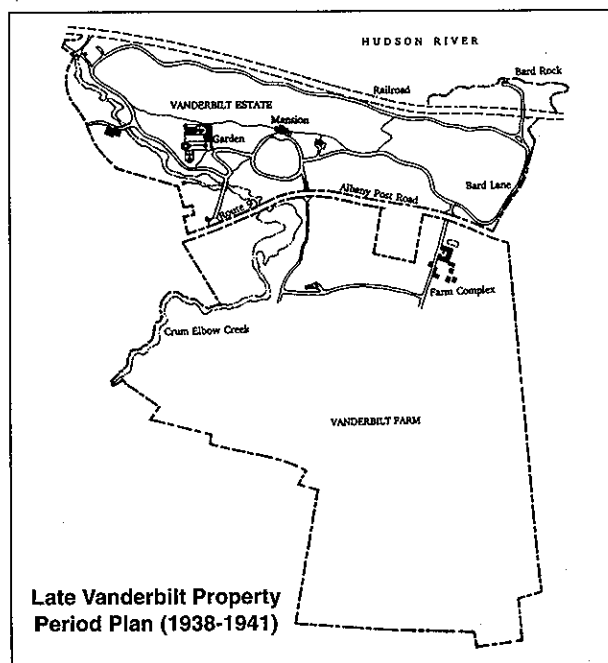 HUDSON RIVER
Bard Rock
Railroad
VANDERBILT ESTATE
Mansion
Garden
Bard Lane
Albany Post Road
Route 9
Farm Complex
Crum Elbow Creek
VANDERBILT FARM
Late Vanderbilt Property
Period Plan (1938-1941)